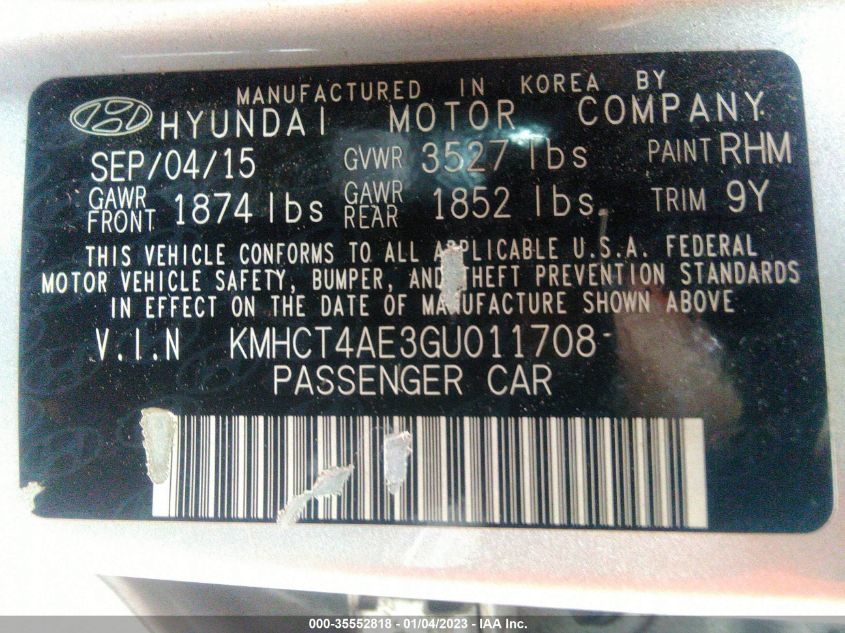 MANUFACTURED IN KOREA BY
HYUNDAI MOTOR COMPANY
SEP/04/15 GVWR 3527 lbs PAINT RHM
GAWR FRONT 1874 lbs GAWR REAR 1852 lbs. TRIM 9Y
THIS VEHICLE CONFORMS TO ALL APPLICABLE U.S.A. FEDERAL
MOTOR VEHICLE SAFETY, BUMPER, AND THEFT PREVENTION STANDARDS
IN EFFECT ON THE DATE OF MANUFACTURE SHOWN ABOVE
V.I.N KMHCT4AE3GU011708
PASSENGER CAR
000-35552818 - 01/04/2023 - IAA Inc.